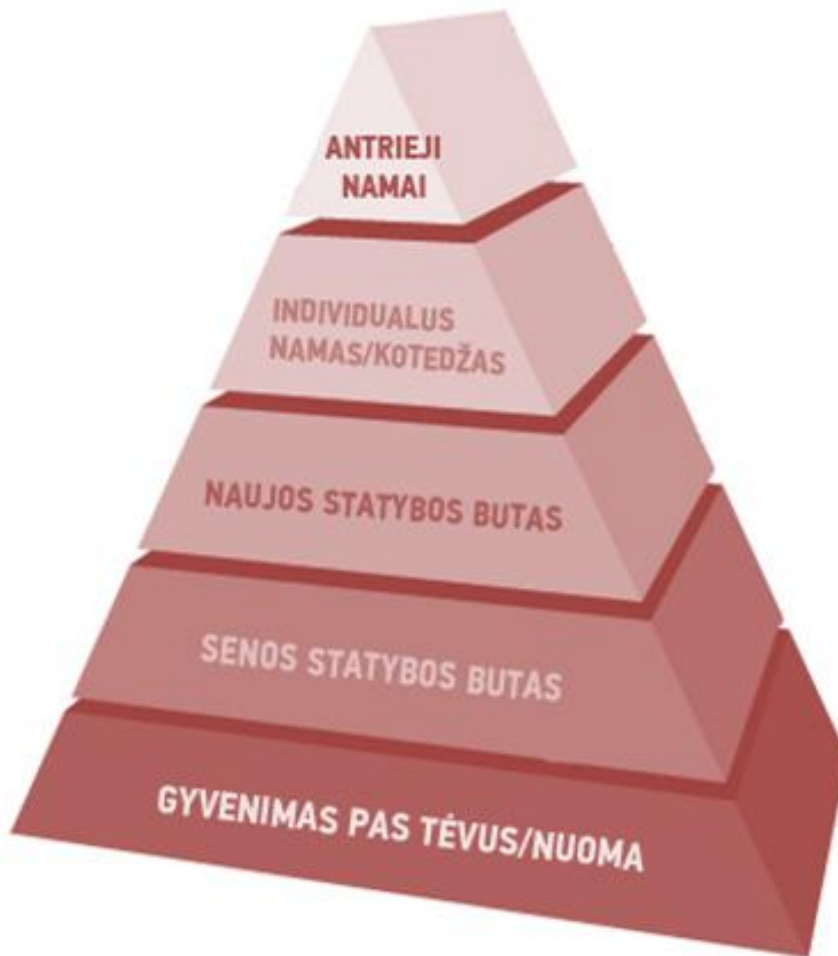 ANTRIEJI
NAMAI
INDIVIDUALUS
NAMAS/KOTEDŽAS
NAUJOS STATYBOS BUTAS
SENOS STATYBOS BUTAS
GYVENIMAS PAS TĖVUS/NUOMA